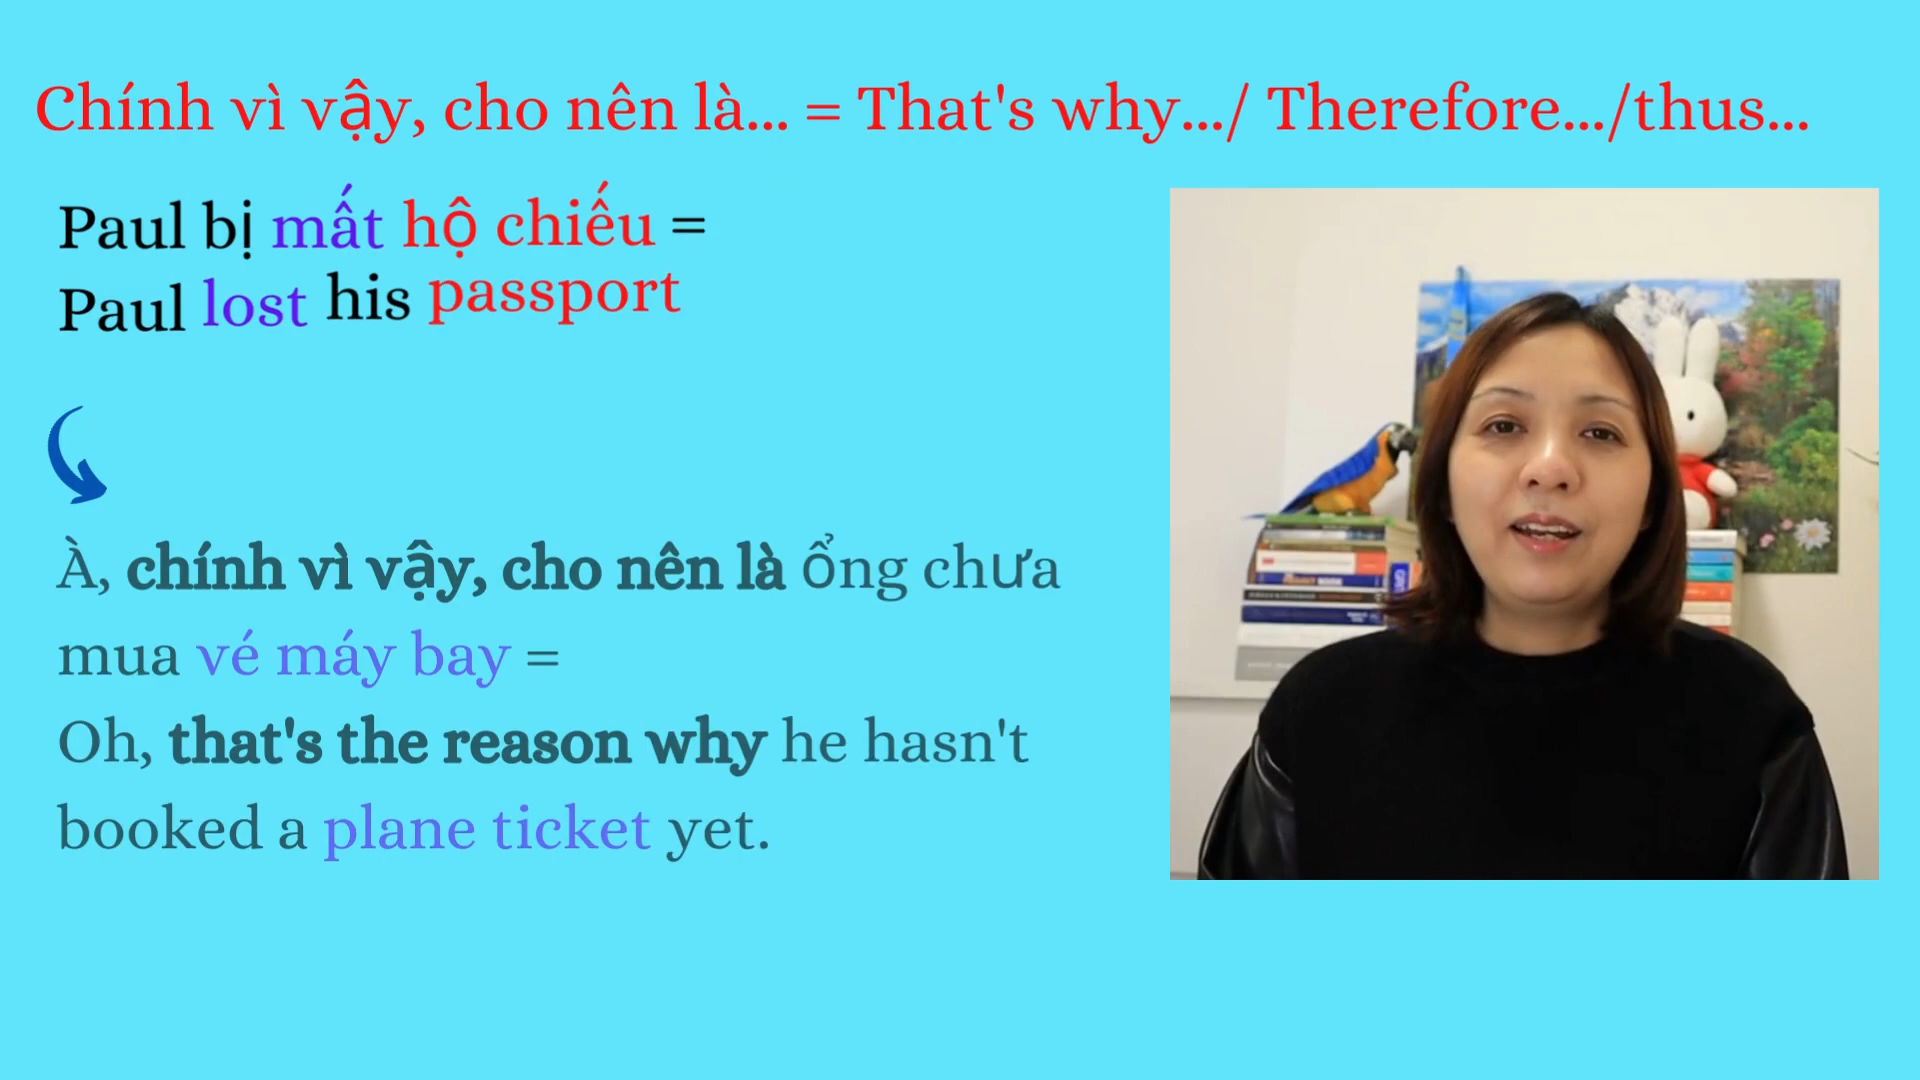 Chính vì vậy, cho nên là... = That's why.../ Therefore.../thus...
Paul bị mất hộ chiếu =
Paul lost his passport
À, chính vì vậy, cho nên là ổng chưa
mua vé máy bay =
Oh, that's the reason why he hasn't
booked a plane ticket yet.